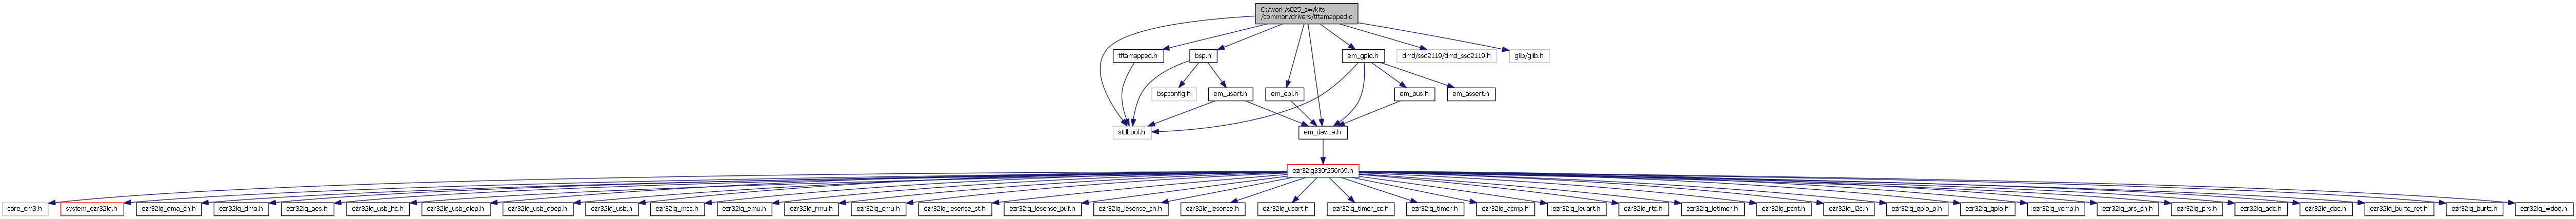 C:/work/s025_sw/kits
/common/drivers/tftamapped.c
tftamapped.h
bsp.h
em_gpio.h
dmd/ssd2119/dmd_ssd2119.h
glib/glib.h
bspconfig.h
em_usart.h
em_ebi.h
em_bus.h
em_assert.h
stdbool.h
em_device.h
ezr32lg330f256r69.h
core_cm3.h
system_ezr32lg.h
ezr32lg_dma_ch.h
ezr32lg_dma.h
ezr32lg_aes.h
ezr32lg_usb_hc.h
ezr32lg_usb_diep.h
ezr32lg_usb_doep.h
ezr32lg_usb.h
ezr32lg_msc.h
ezr32lg_emu.h
ezr32lg_rmu.h
ezr32lg_cmu.h
ezr32lg_lesense_st.h
ezr32lg_lesense_buf.h
ezr32lg_lesense_ch.h
ezr32lg_lesense.h
ezr32lg_usart.h
ezr32lg_timer_cc.h
ezr32lg_timer.h
ezr32lg_acmp.h
ezr32lg_leuart.h
ezr32lg_rtc.h
ezr32lg_letimer.h
ezr32lg_pcnt.h
ezr32lg_i2c.h
ezr32lg_gpio_p.h
ezr32lg_gpio.h
ezr32lg_vcmp.h
ezr32lg_prs_ch.h
ezr32lg_prs.h
ezr32lg_adc.h
ezr32lg_dac.h
ezr32lg_burtc_ret.h
ezr32lg_burtc.h
ezr32lg_wdog.h